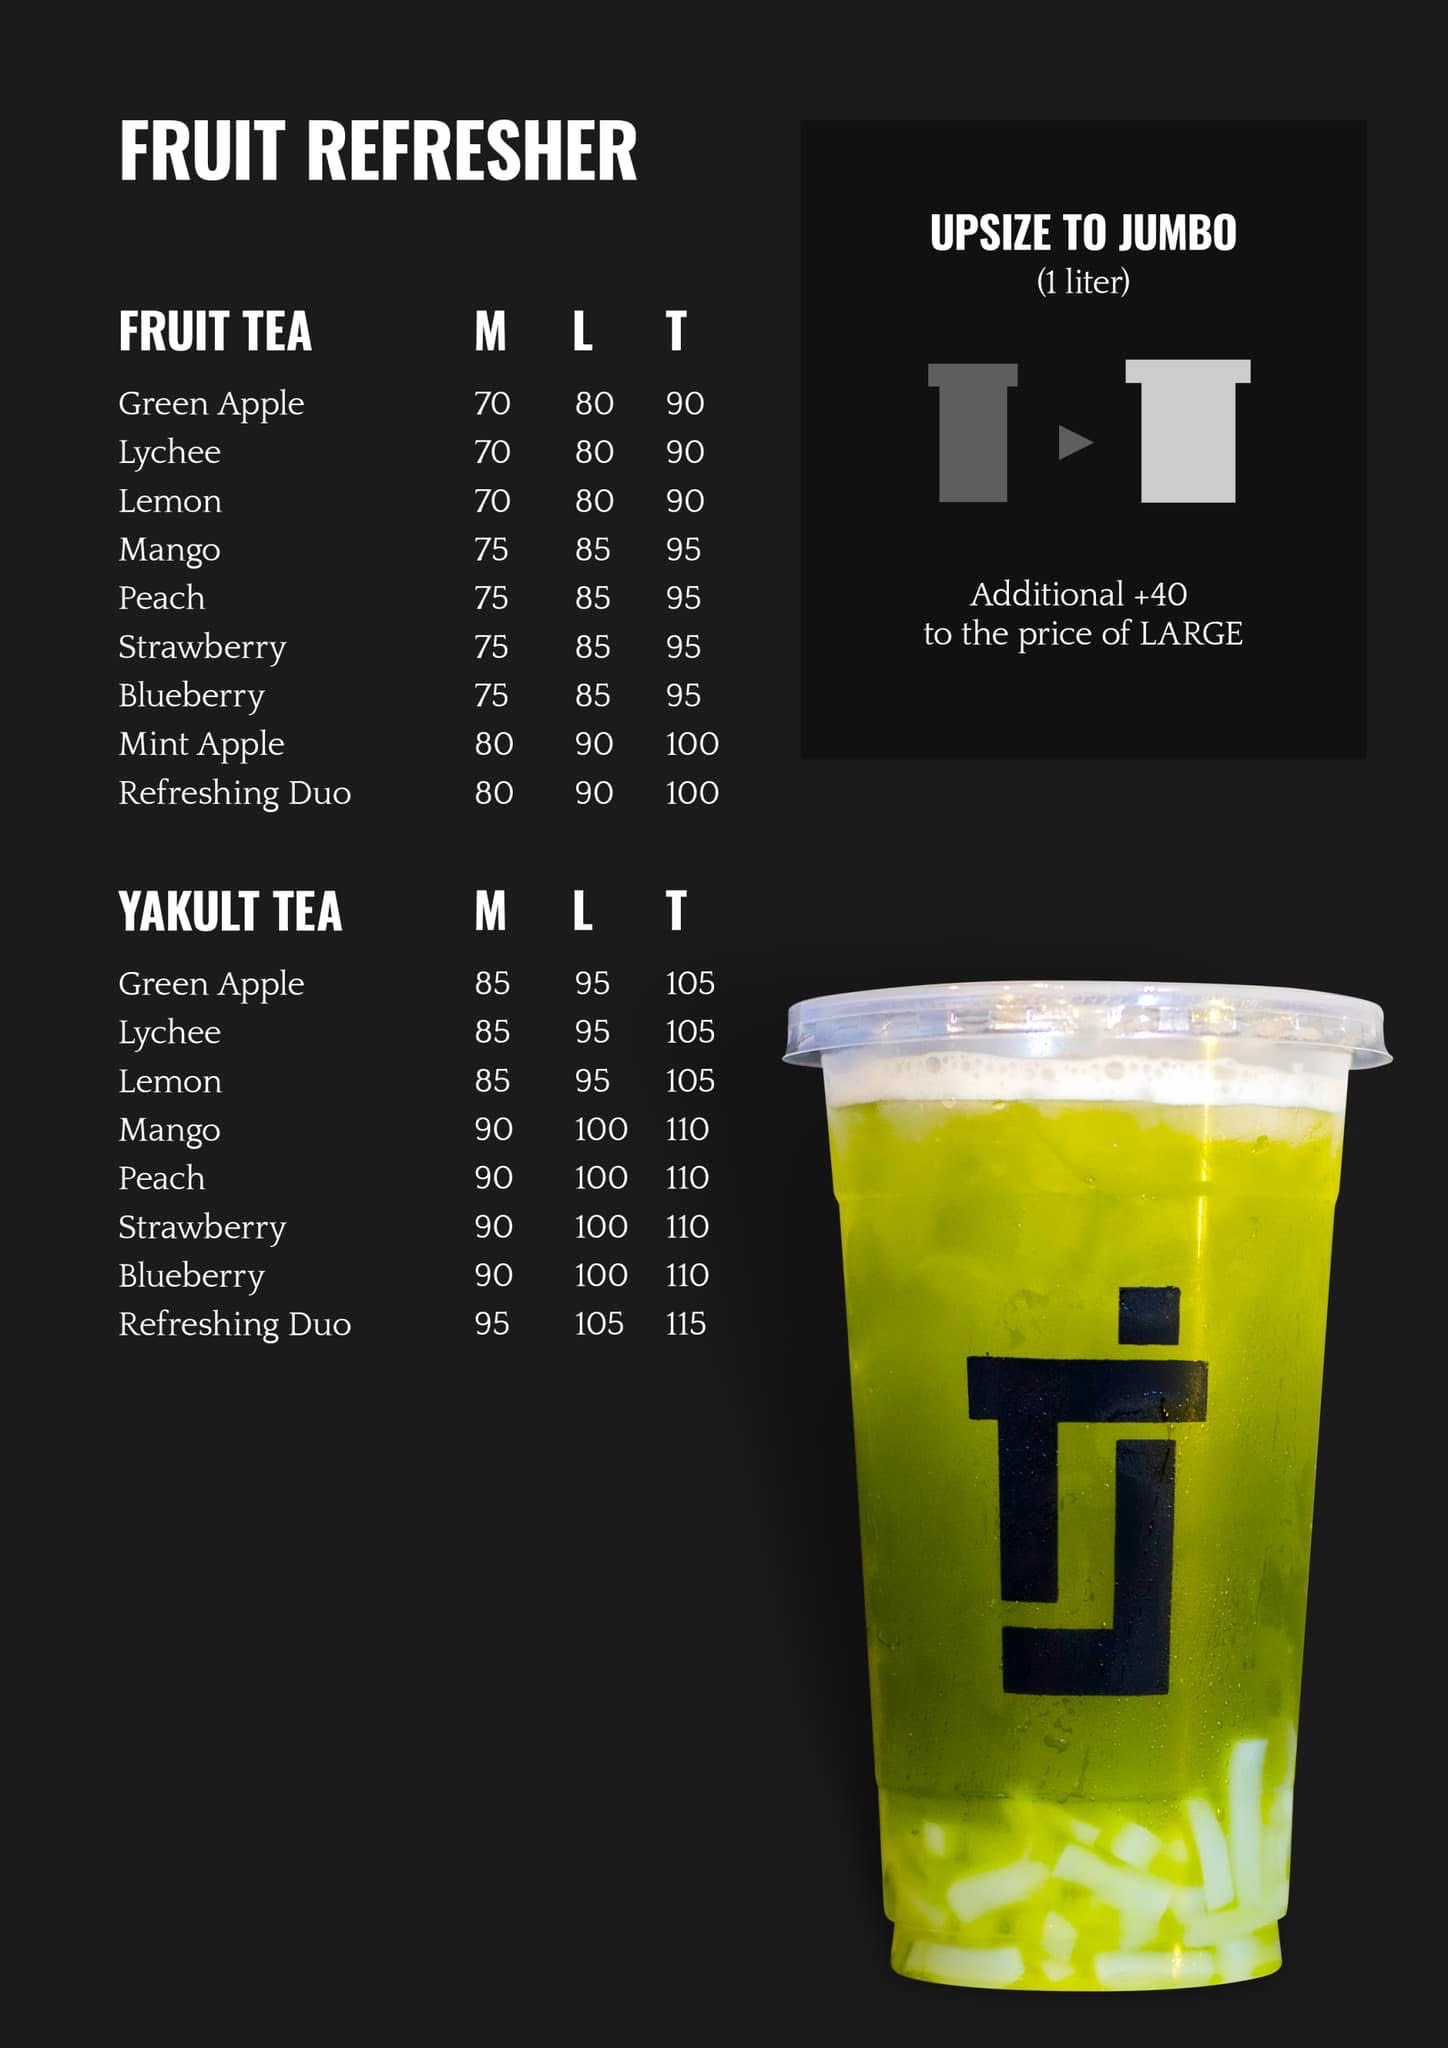 FRUIT REFRESHER
FRUIT TEA M L T
Green Apple 70 80 90
Lychee 70 80 90
Lemon 70 80 90
Mango 75 85 95
Peach 75 85 95
Strawberry 75 85 95
Blueberry 75 85 95
Mint Apple 80 90 100
Refreshing Duo 80 90 100
YAKULT TEA M L T
Green Apple 85 95 105
Lychee 85 95 105
Lemon 85 95 105
Mango 90 100 110
Peach 90 100 110
Strawberry 90 100 110
Blueberry 90 100 110
Refreshing Duo 95 105 115
UPSIZE TO JUMBO
(1 liter)
Additional +40
to the price of LARGE